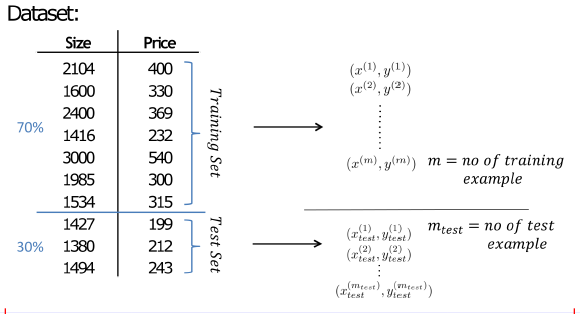 Dataset:
Size Price
2104 400
1600 330
2400 369
70% 1416 232
3000 540
1985 300
1534 315
Training Set
(x^{(1)}, y^{(1)})
(x^{(2)}, y^{(2)})
⋮
(x^{(m)}, y^{(m)})
m = no of training
example
1427 199
30% 1380 212
1494 243
Test Set
(x_{test}^{(1)}, y_{test}^{(1)})
(x_{test}^{(2)}, y_{test}^{(2)})
⋮
(x_{test}^{(m_{test})}, y_{test}^{(m_{test})})
m_{test} = no of test
example